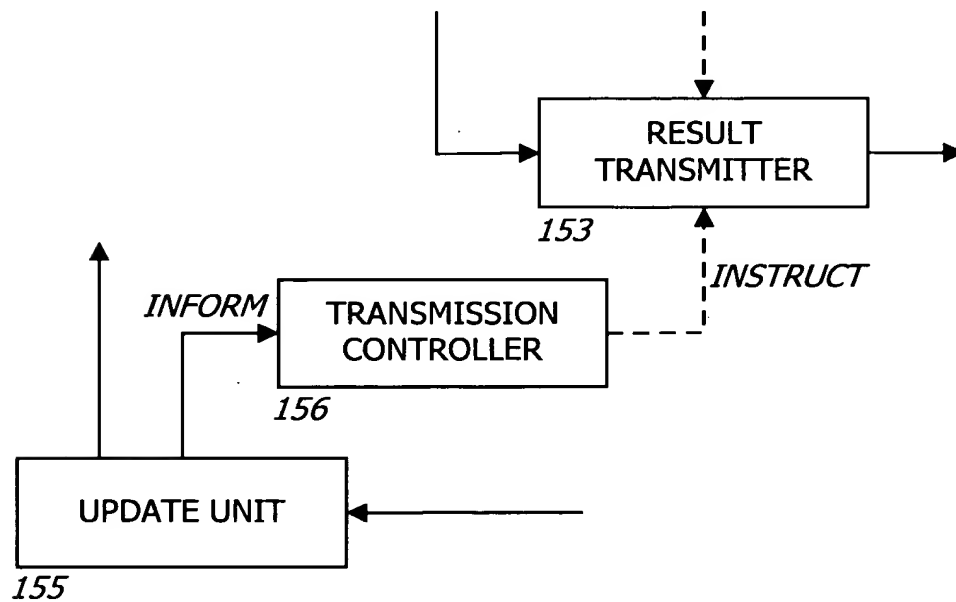 RESULT
TRANSMITTER
153
INSTRUCT
INFORM
TRANSMISSION
CONTROLLER
156
UPDATE UNIT
155